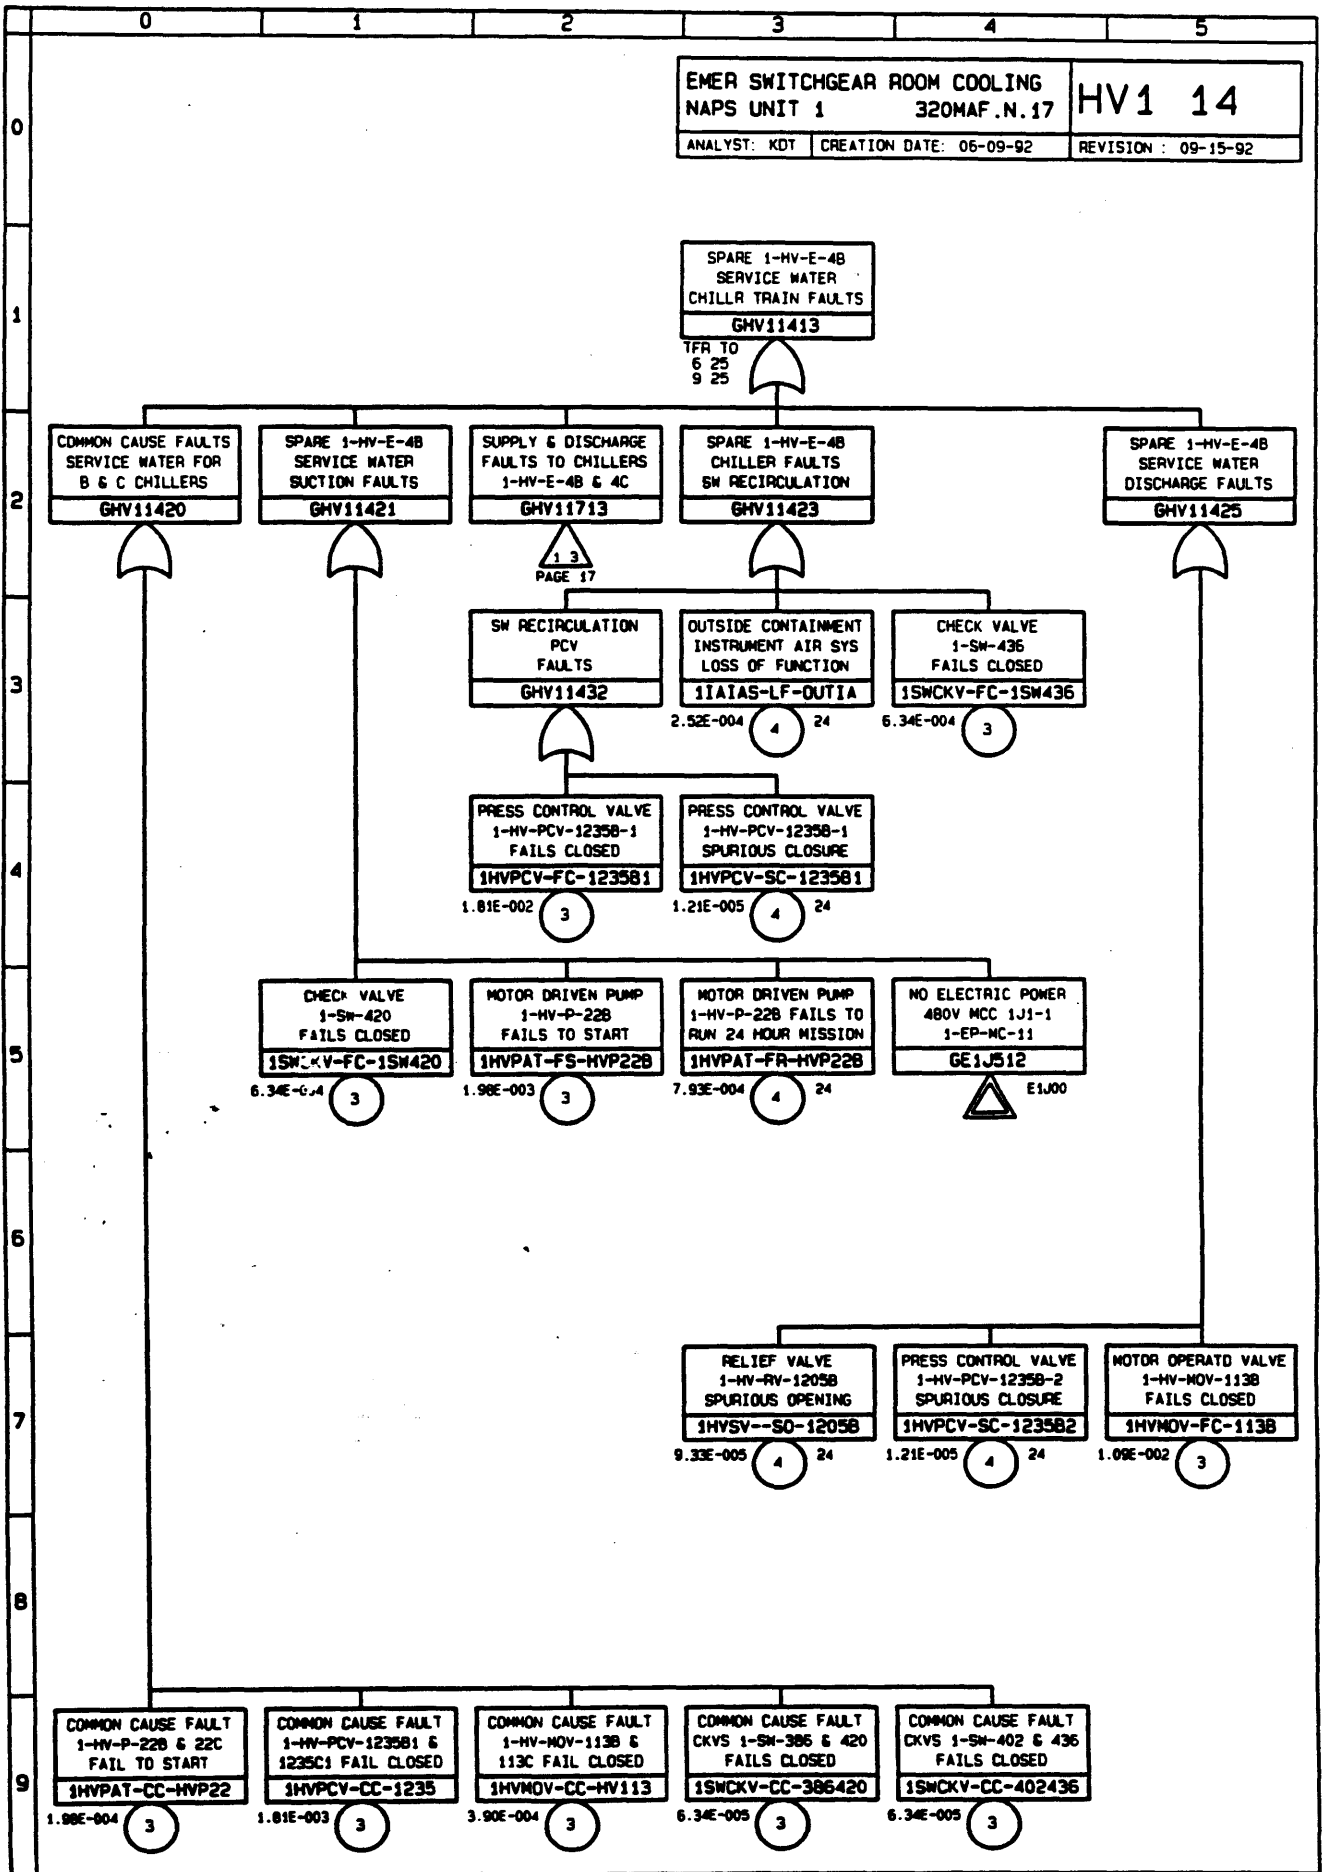 0 1 2 3 4 5
EMER SWITCHGEAR ROOM COOLING
NAPS UNIT 1 320MAF.N.17
HV1 14
ANALYST: KDT CREATION DATE: 06-09-92 REVISION : 09-15-92
0
SPARE 1-HV-E-4B
SERVICE WATER
CHILLR TRAIN FAULTS
GHV11413
TFR TO
6 25
9 25
1
COMMON CAUSE FAULTS
SERVICE WATER FOR
B & C CHILLERS
GHV11420
SPARE 1-HV-E-4B
SERVICE WATER
SUCTION FAULTS
GHV11421
SUPPLY & DISCHARGE
FAULTS TO CHILLERS
1-HV-E-4B & 4C
GHV11713
1 3
PAGE 17
SPARE 1-HV-E-4B
CHILLER FAULTS
SW RECIRCULATION
GHV11423
SPARE 1-HV-E-4B
SERVICE WATER
DISCHARGE FAULTS
GHV11425
2
SW RECIRCULATION
PCV
FAULTS
GHV11432
OUTSIDE CONTAINMENT
INSTRUMENT AIR SYS
LOSS OF FUNCTION
1IAIAS-LF-OUTIA
2.52E-004 4 24
CHECK VALVE
1-SW-436
FAILS CLOSED
1SWCKV-FC-1SW436
6.34E-004 3
3
PRESS CONTROL VALVE
1-HV-PCV-1235B-1
FAILS CLOSED
1HVPCV-FC-1235B1
1.81E-002 3
PRESS CONTROL VALVE
1-HV-PCV-1235B-1
SPURIOUS CLOSURE
1HVPCV-SC-1235B1
1.21E-005 4 24
4
CHECK VALVE
1-SW-420
FAILS CLOSED
V-FC-1SW420
3
MOTOR DRIVEN PUMP
1-HV-P-22B
FAILS TO START
1HVPAT-FS-HVP22B
1.98E-003 3
MOTOR DRIVEN PUMP
1-HV-P-22B FAILS TO
RUN 24 HOUR MISSION
1HVPAT-FR-HVP22B
7.93E-004 4 24
NO ELECTRIC POWER
480V MCC 1J1-1
1-EP-MC-11
GE1J512
E1J00
5
6
RELIEF VALVE
1-HV-RV-1205B
SPURIOUS OPENING
1HVSV--SO-1205B
9.33E-005 4 24
PRESS CONTROL VALVE
1-HV-PCV-1235B-2
SPURIOUS CLOSURE
1HVPCV-SC-1235B2
1.21E-005 4 24
MOTOR OPERATD VALVE
1-HV-MOV-113B
FAILS CLOSED
1HVMOV-FC-113B
1.09E-002 3
7
8
COMMON CAUSE FAULT
1-HV-P-22B & 22C
FAIL TO START
1HVPAT-CC-HVP22
1.98E-004 3
COMMON CAUSE FAULT
1-HV-PCV-1235B1 &
1235C1 FAIL CLOSED
1HVPCV-CC-1235
1.81E-003 3
COMMON CAUSE FAULT
1-HV-MOV-113B &
113C FAIL CLOSED
1HVMOV-CC-HV113
3.90E-004 3
COMMON CAUSE FAULT
CKVS 1-SW-386 & 420
FAILS CLOSED
1SWCKV-CC-386420
6.34E-005 3
COMMON CAUSE FAULT
CKVS 1-SW-402 & 436
FAILS CLOSED
1SWCKV-CC-402436
6.34E-005 3
9